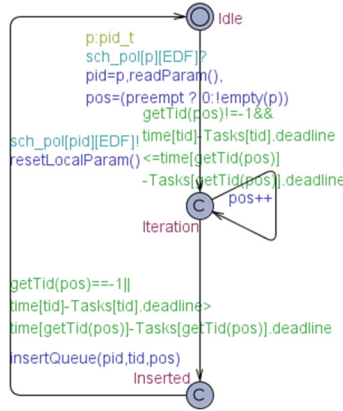 Idle
p:pid_t
sch_pol[p][EDF]?
pid=p,readParam(),
pos=(preempt ? 0:!empty(p))
getTid(pos)!=-1&&
time[tid]-Tasks[tid].deadline
<=time[getTid(pos)]
-Tasks[getTid(pos)].deadline
sch_pol[pid][EDF]!
resetLocalParam()
C
pos++
Iteration
getTid(pos)==-1||
time[tid]-Tasks[tid].deadline>
time[getTid(pos)]-Tasks[getTid(pos)].deadline
insertQueue(pid,tid,pos)
Inserted
C